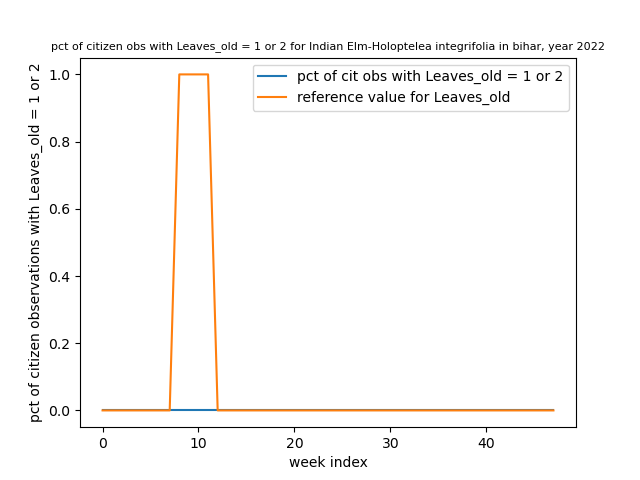 pct of citizen obs with Leaves_old = 1 or 2 for Indian Elm-Holoptelea integrifolia in bihar, year 2022
pct of cit obs with Leaves_old = 1 or 2
reference value for Leaves_old
pct of citizen observations with Leaves_old = 1 or 2
1.0
0.8
0.6
0.4
0.2
0.0
0
10
20
30
40
week index